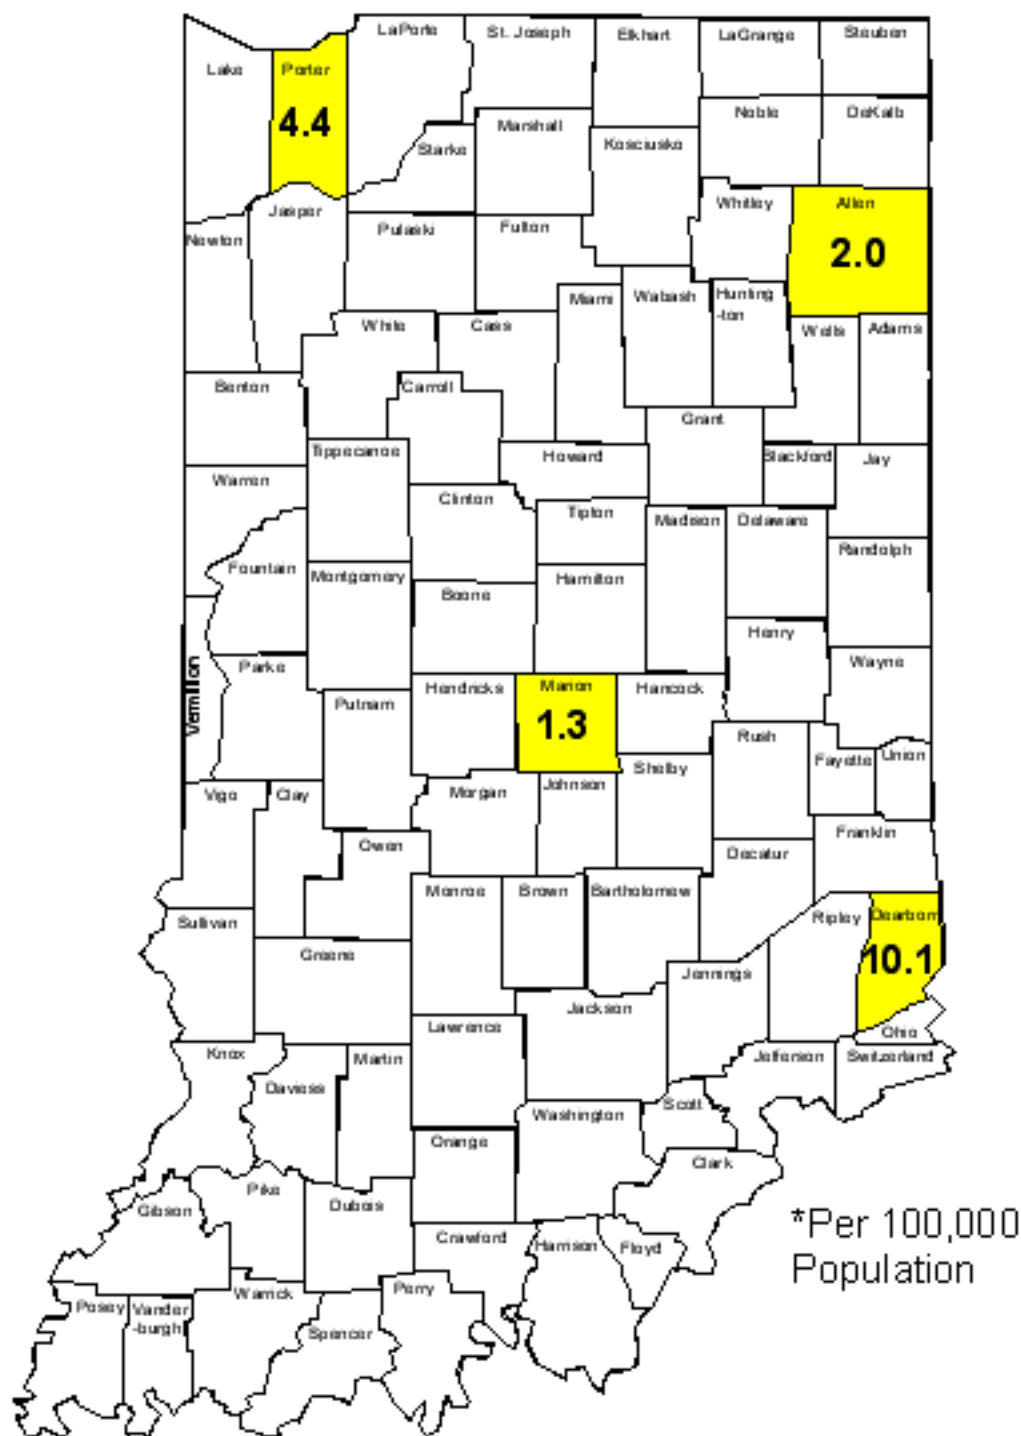 LaPorte
St. Joseph
Elkhart
LaGrange
Steuben
Lake
Porter
4.4
Noble
DeKalb
Marshall
Starke
Kosciusko
Whitley
Allen
2.0
Jasper
Newton
Pulaski
Fulton
Miami
Wabash
Hunting
-ton
White
Cass
Wells
Adams
Benton
Carroll
Grant
Tippecanoe
Howard
Blackford
Jay
Warren
Clinton
Tipton
Madison
Delaware
Randolph
Fountain
Montgomery
Boone
Hamilton
Henry
Parke
Vermillion
Wayne
Putnam
Hendricks
Marion
1.3
Hancock
Rush
Fayette
Union
Shelby
Vigo
Clay
Morgan
Johnson
Franklin
Owen
Decatur
Monroe
Brown
Bartholomew
Ripley
Dearborn
10.1
Sullivan
Greene
Jennings
Jackson
Lawrence
Ohio
Knox
Martin
Jefferson
Switzerland
Daviess
Scott
Washington
Orange
Clark
Pike
Dubois
Gibson
Crawford
Harrison
Floyd
*Per 100,000
Population
Warrick
Perry
Posey
Vander
-burgh
Spencer